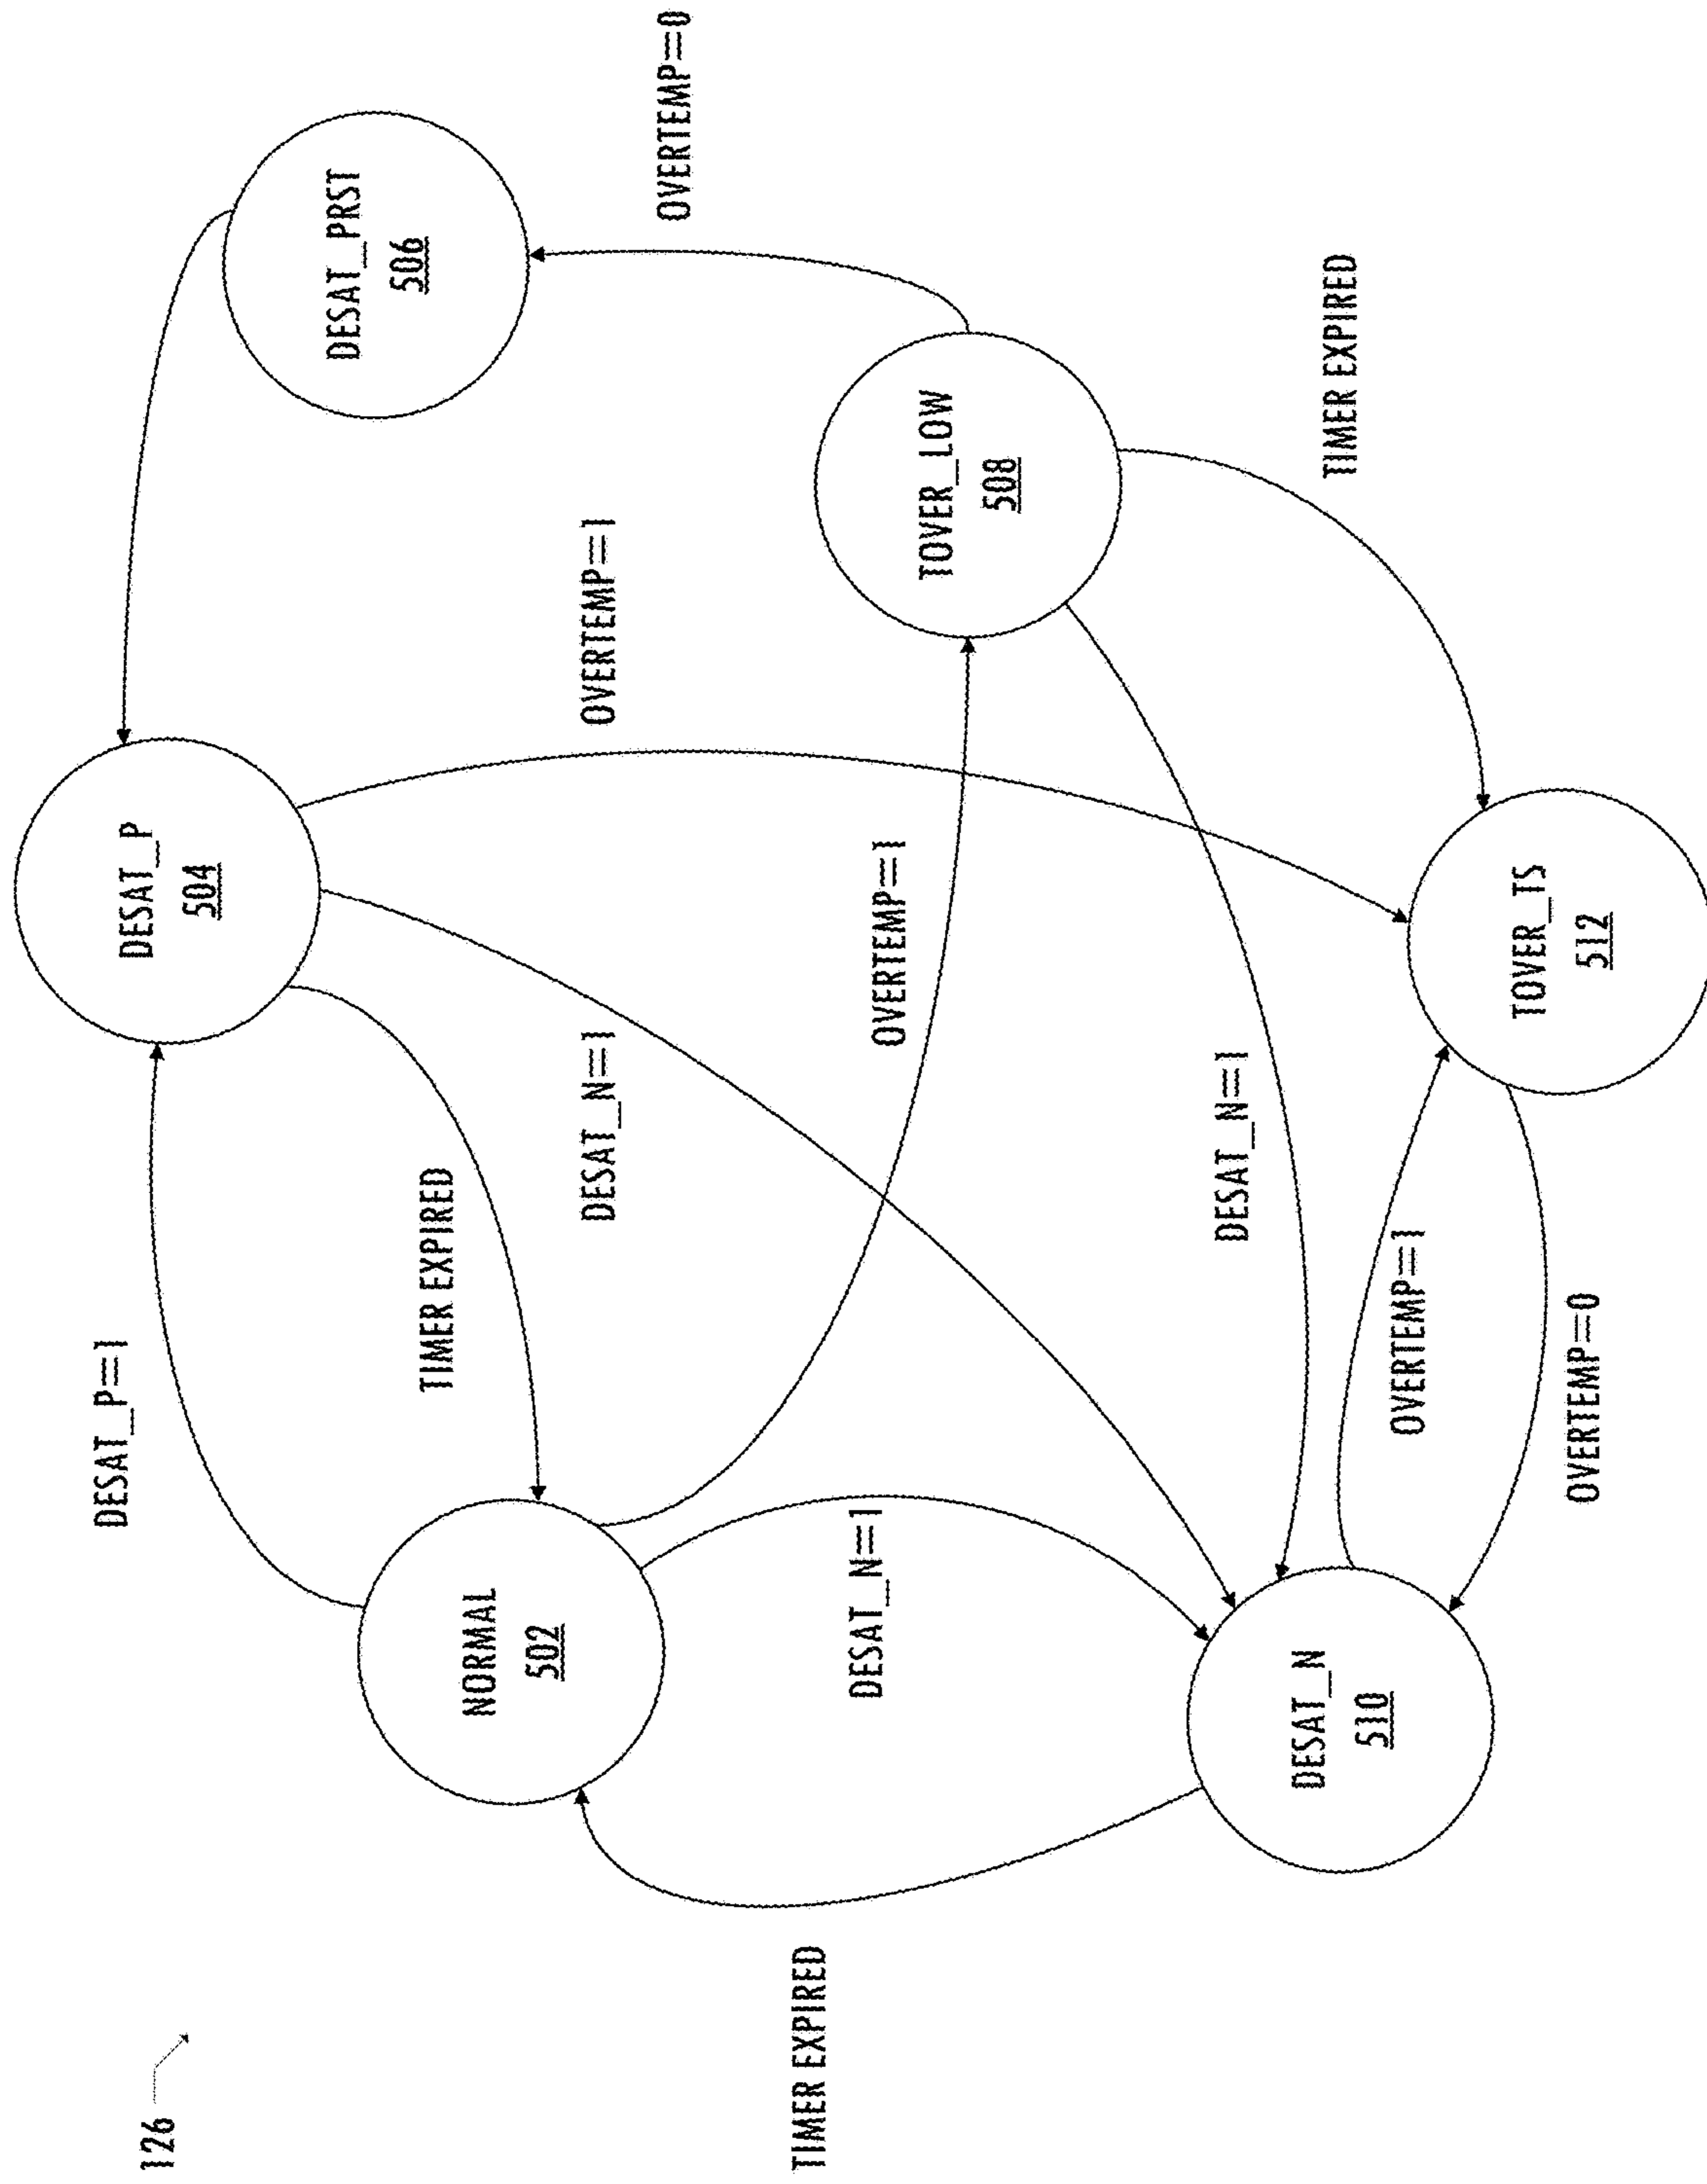 126
DESAT_P==1
DESAT_P
504
DESAT_PRST
506
TIMER EXPIRED
NORMAL
502
DESAT_N==1
OVERTEMP==1
OVERTEMP==0
TIMER EXPIRED
DESAT_N==1
OVERTEMP==1
TOVER_LOW
508
DESAT_N==1
TIMER EXPIRED
DESAT_N
510
OVERTEMP==1
TOVER_TS
512
OVERTEMP==0